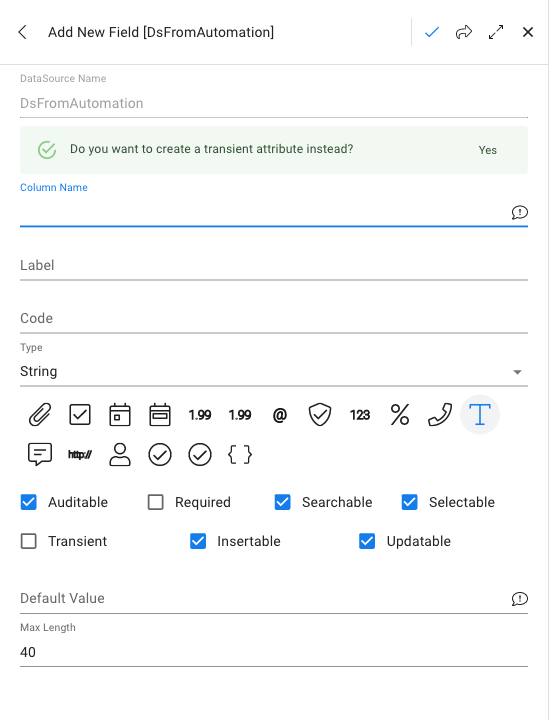 Add New Field [DsFromAutomation]
DataSource Name
DsFromAutomation
Do you want to create a transient attribute instead? Yes
Column Name
Label
Code
Type
String
1.99 1.99 @ 123 % T
http:// { }
Auditable Required Searchable Selectable
Transient Insertable Updatable
Default Value
Max Length
40